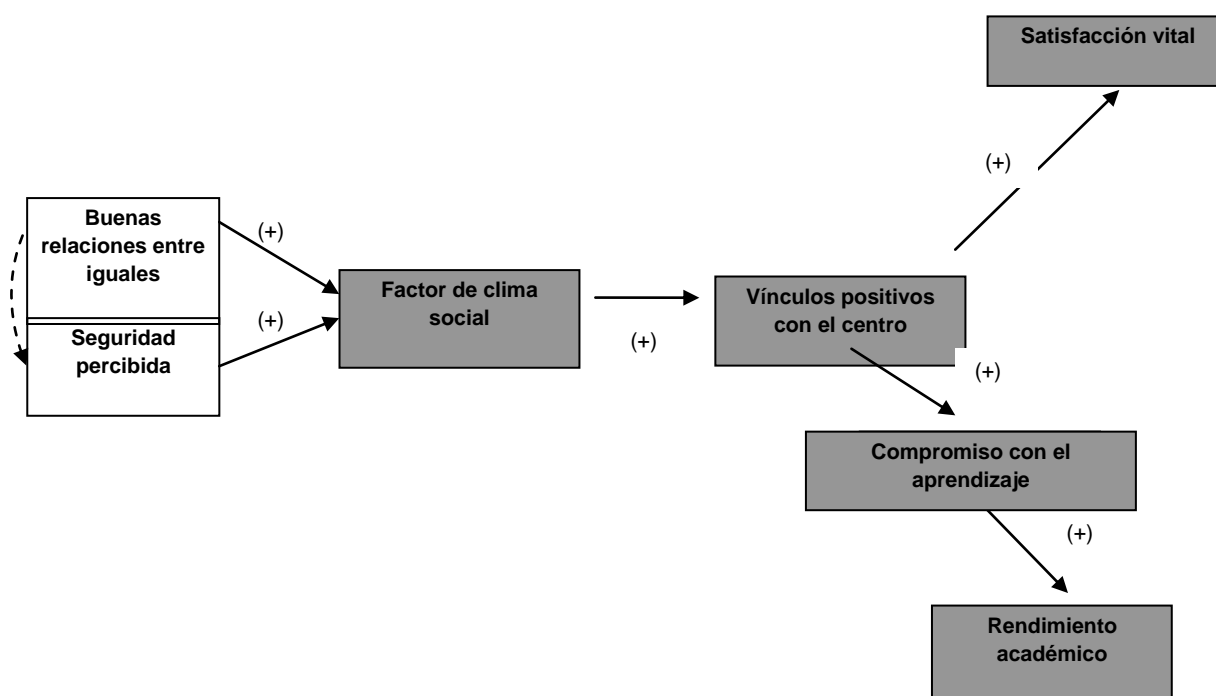 Satisfacción vital
(+)
Buenas
relaciones entre
iguales
(+)
Seguridad
percibida
(+)
Factor de clima
social
(+)
Vínculos positivos
con el centro
(+)
Compromiso con el
aprendizaje
(+)
Rendimiento
académico